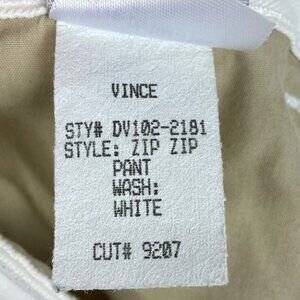 VINCE
STY# DV102-2181
STYLE: ZIP ZIP
PANT
WASH:
WHITE
CUT# 9207